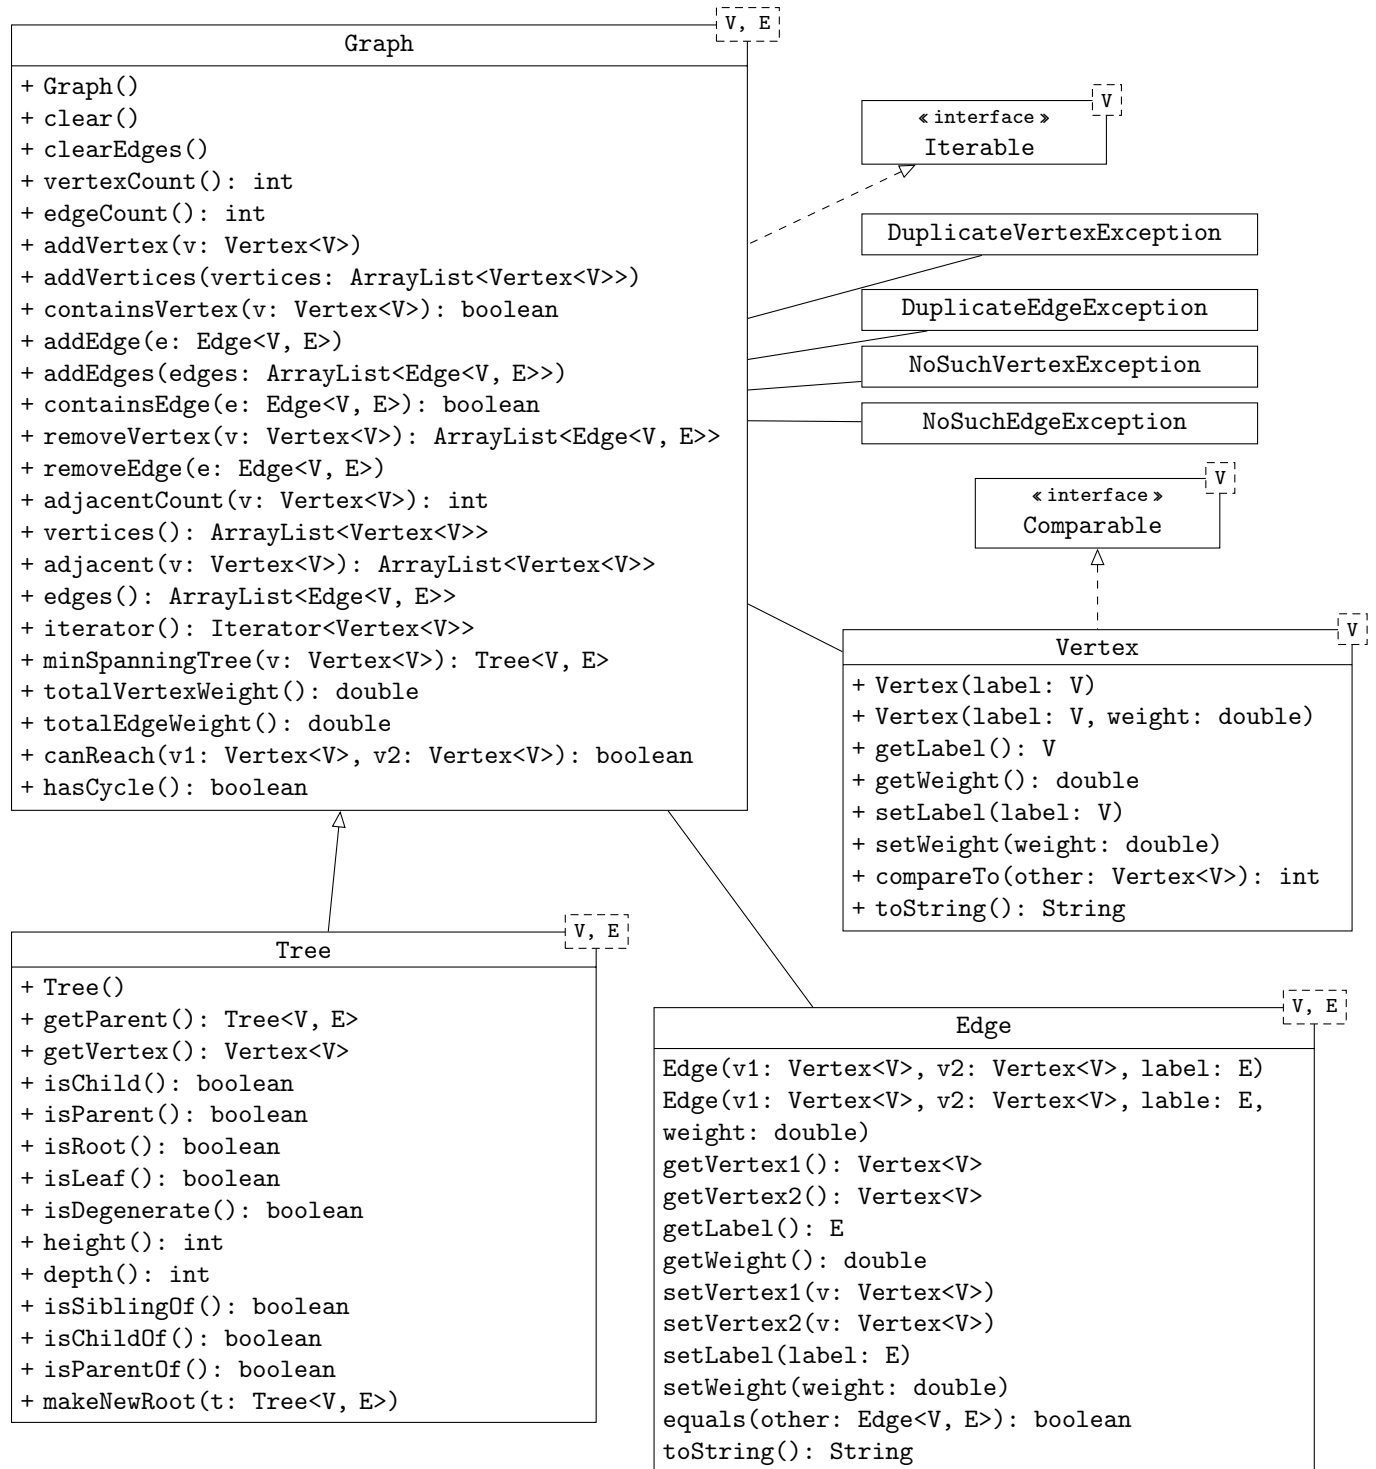 V, E
Graph
+ Graph()
+ clear()
+ clearEdges()
+ vertexCount(): int
+ edgeCount(): int
+ addVertex(v: Vertex<V>)
+ addVertices(vertices: ArrayList<Vertex<V>>)
+ containsVertex(v: Vertex<V>): boolean
+ addEdge(e: Edge<V, E>)
+ addEdges(edges: ArrayList<Edge<V, E>>)
+ containsEdge(e: Edge<V, E>): boolean
+ removeVertex(v: Vertex<V>): ArrayList<Edge<V, E>>
+ removeEdge(e: Edge<V, E>)
+ adjacentCount(v: Vertex<V>): int
+ vertices(): ArrayList<Vertex<V>>
+ adjacent(v: Vertex<V>): ArrayList<Vertex<V>>
+ edges(): ArrayList<Edge<V, E>>
+ iterator(): Iterator<Vertex<V>>
+ minSpanningTree(v: Vertex<V>): Tree<V, E>
+ totalVertexWeight(): double
+ totalEdgeWeight(): double
+ canReach(v1: Vertex<V>, v2: Vertex<V>): boolean
+ hasCycle(): boolean
V
« interface »
Iterable
DuplicateVertexException
DuplicateEdgeException
NoSuchVertexException
NoSuchEdgeException
V
« interface »
Comparable
V
Vertex
+ Vertex(label: V)
+ Vertex(label: V, weight: double)
+ getLabel(): V
+ getWeight(): double
+ setLabel(label: V)
+ setWeight(weight: double)
+ compareTo(other: Vertex<V>): int
+ toString(): String
V, E
Tree
+ Tree()
+ getParent(): Tree<V, E>
+ getVertex(): Vertex<V>
+ isChild(): boolean
+ isParent(): boolean
+ isRoot(): boolean
+ isLeaf(): boolean
+ isDegenerate(): boolean
+ height(): int
+ depth(): int
+ isSiblingOf(): boolean
+ isChildOf(): boolean
+ isParentOf(): boolean
+ makeNewRoot(t: Tree<V, E>)
V, E
Edge
Edge(v1: Vertex<V>, v2: Vertex<V>, label: E)
Edge(v1: Vertex<V>, v2: Vertex<V>, lable: E,
weight: double)
getVertex1(): Vertex<V>
getVertex2(): Vertex<V>
getLabel(): E
getWeight(): double
setVertex1(v: Vertex<V>)
setVertex2(v: Vertex<V>)
setLabel(label: E)
setWeight(weight: double)
equals(other: Edge<V, E>): boolean
toString(): String